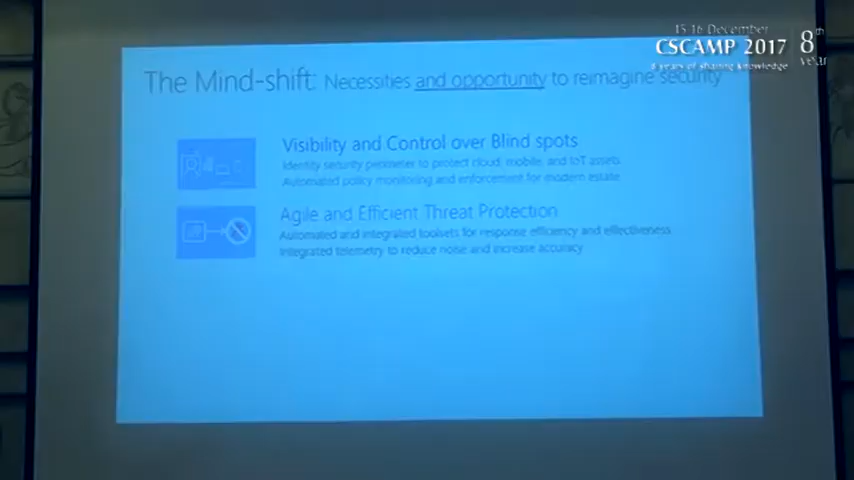 15-16 December
CSCAMP 2017 8th year
8 years of sharing knowledge
The Mind-shift: Necessities and opportunity to reimagine security
Visibility and Control over Blind spots
Identity security perimeter to protect cloud, mobile, and IoT assets
Automated policy monitoring and enforcement for modern estate
Agile and Efficient Threat Protection
Automated and integrated toolsets for response efficiency and effectiveness
Integrated telemetry to reduce noise and increase accuracy